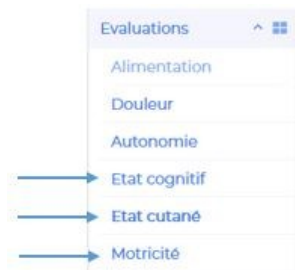 Evaluations
Alimentation
Douleur
Autonomie
Etat cognitif
Etat cutané
Motricité